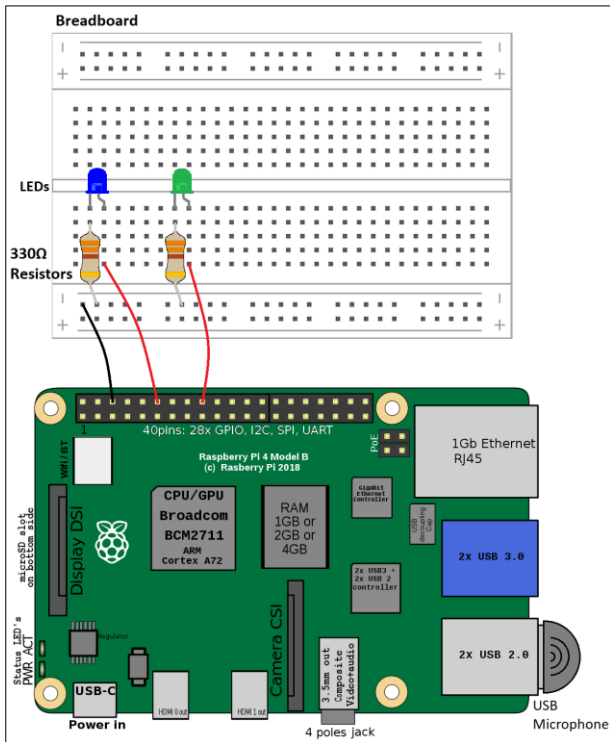 Breadboard
LEDs
330Ω
Resistors
1
40pins: 28x GPIO, I2C, SPI, UART
Wifi/BT
Raspberry Pi 4 Model B
(c) Rasberry Pi 2018
PoE
1Gb Ethernet
RJ45
microSD slot
on bottom side
Display DSI
CPU/GPU
Broadcom
BCM2711
ARM
Cortex A72
RAM
1GB or
2GB or
4GB
Gigabit
Ethernet
Controller
USB
decoupling
Cap
2x USB3 +
2x USB 2
controller
2x USB 3.0
Camera CSI
Status LED's
PWR ACT
Regulator
2x USB 2.0
USB-C
Power in
HDMI 0 out
HDMI 1 out
3.5mm out
Composite
Video+audio
4 poles jack
USB
Microphone